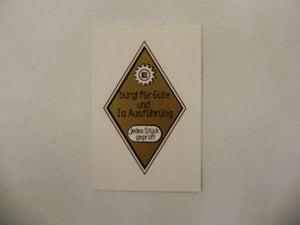 bürgt für Güte
und
Ia Ausführung
jedes Stück
geprüft